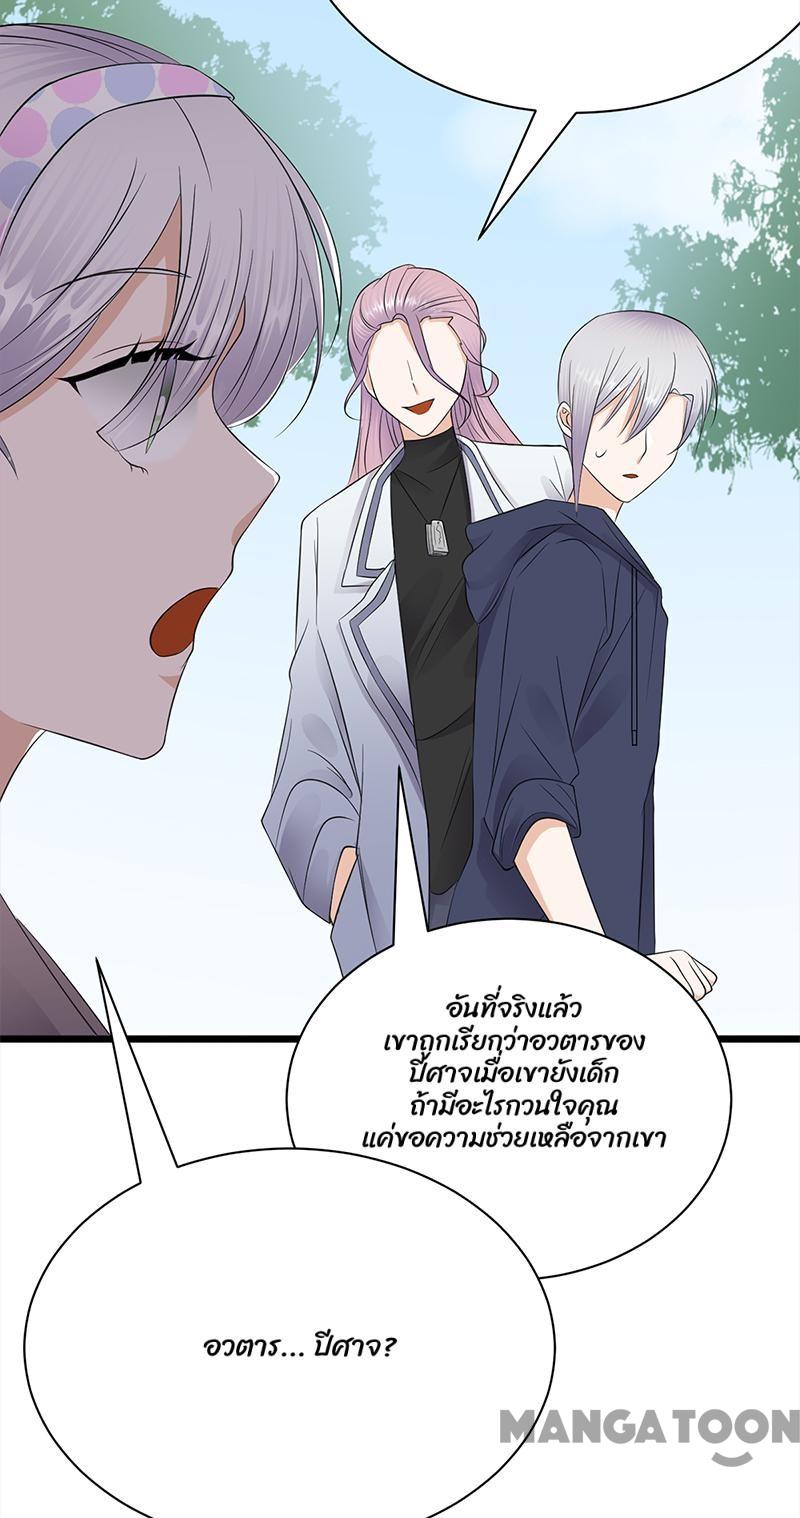 อันที่จริงแล้ว
เขาถูกเรียกว่าอวตารของ
ปีศาจเมื่อเขายังเด็ก
ถ้ามีอะไรกวนใจคุณ
แค่ขอความช่วยเหลือจากเขา
อวตาร... ปีศาจ?
MANGATOON